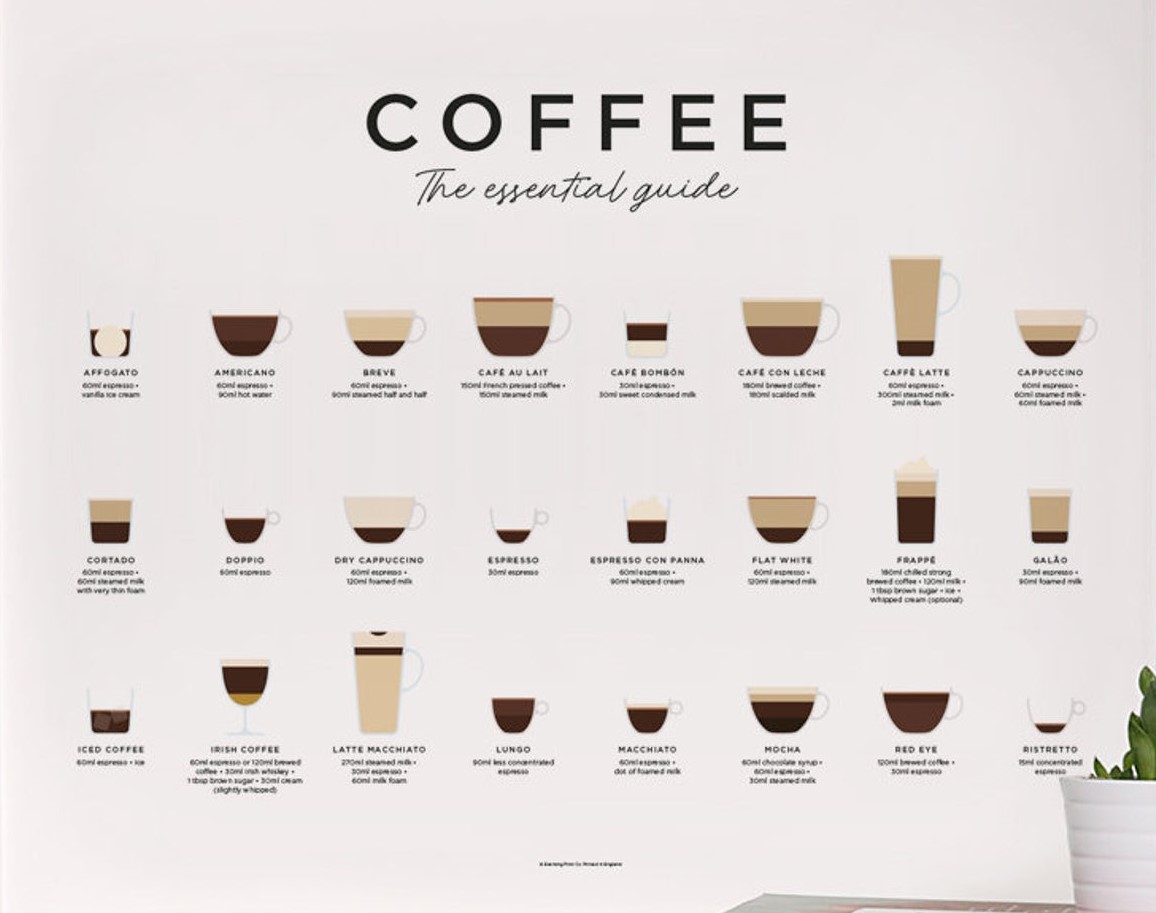 COFFEE
The essential guide
AFFOGATO
60ml espresso •
vanilla ice cream
AMERICANO
60ml espresso •
90ml hot water
BREVE
60ml espresso •
90ml steamed half and half
CAFÉ AU LAIT
150ml French pressed coffee •
150ml steamed milk
CAFÉ BOMBÓN
30ml espresso •
30ml sweet condensed milk
CAFÉ CON LECHE
180ml brewed coffee •
180ml scalded milk
CAFFÈ LATTE
60ml espresso •
300ml steamed milk •
2ml milk foam
CAPPUCCINO
60ml espresso •
60ml steamed milk •
60ml foamed milk
CORTADO
60ml espresso •
60ml steamed milk
with very thin foam
DOPPIO
60ml espresso
DRY CAPPUCCINO
60ml espresso •
120ml foamed milk
ESPRESSO
30ml espresso
ESPRESSO CON PANNA
60ml espresso •
90ml whipped cream
FLAT WHITE
60ml espresso •
120ml steamed milk
FRAPPÉ
180ml chilled strong
brewed coffee • 120ml milk •
1 tbsp brown sugar • ice •
Whipped cream (optional)
GALÃO
30ml espresso •
90ml foamed milk
ICED COFFEE
60ml espresso • ice
IRISH COFFEE
60ml espresso or 120ml brewed
coffee • 30ml Irish whiskey •
1 tbsp brown sugar • 30ml cream
(slightly whipped)
LATTE MACCHIATO
270ml steamed milk •
30ml espresso •
60ml milk foam
LUNGO
90ml less concentrated
espresso
MACCHIATO
60ml espresso •
dot of foamed milk
MOCHA
60ml chocolate syrup •
60ml espresso •
30ml steamed milk
RED EYE
120ml brewed coffee •
30ml espresso
RISTRETTO
15ml concentrated
espresso